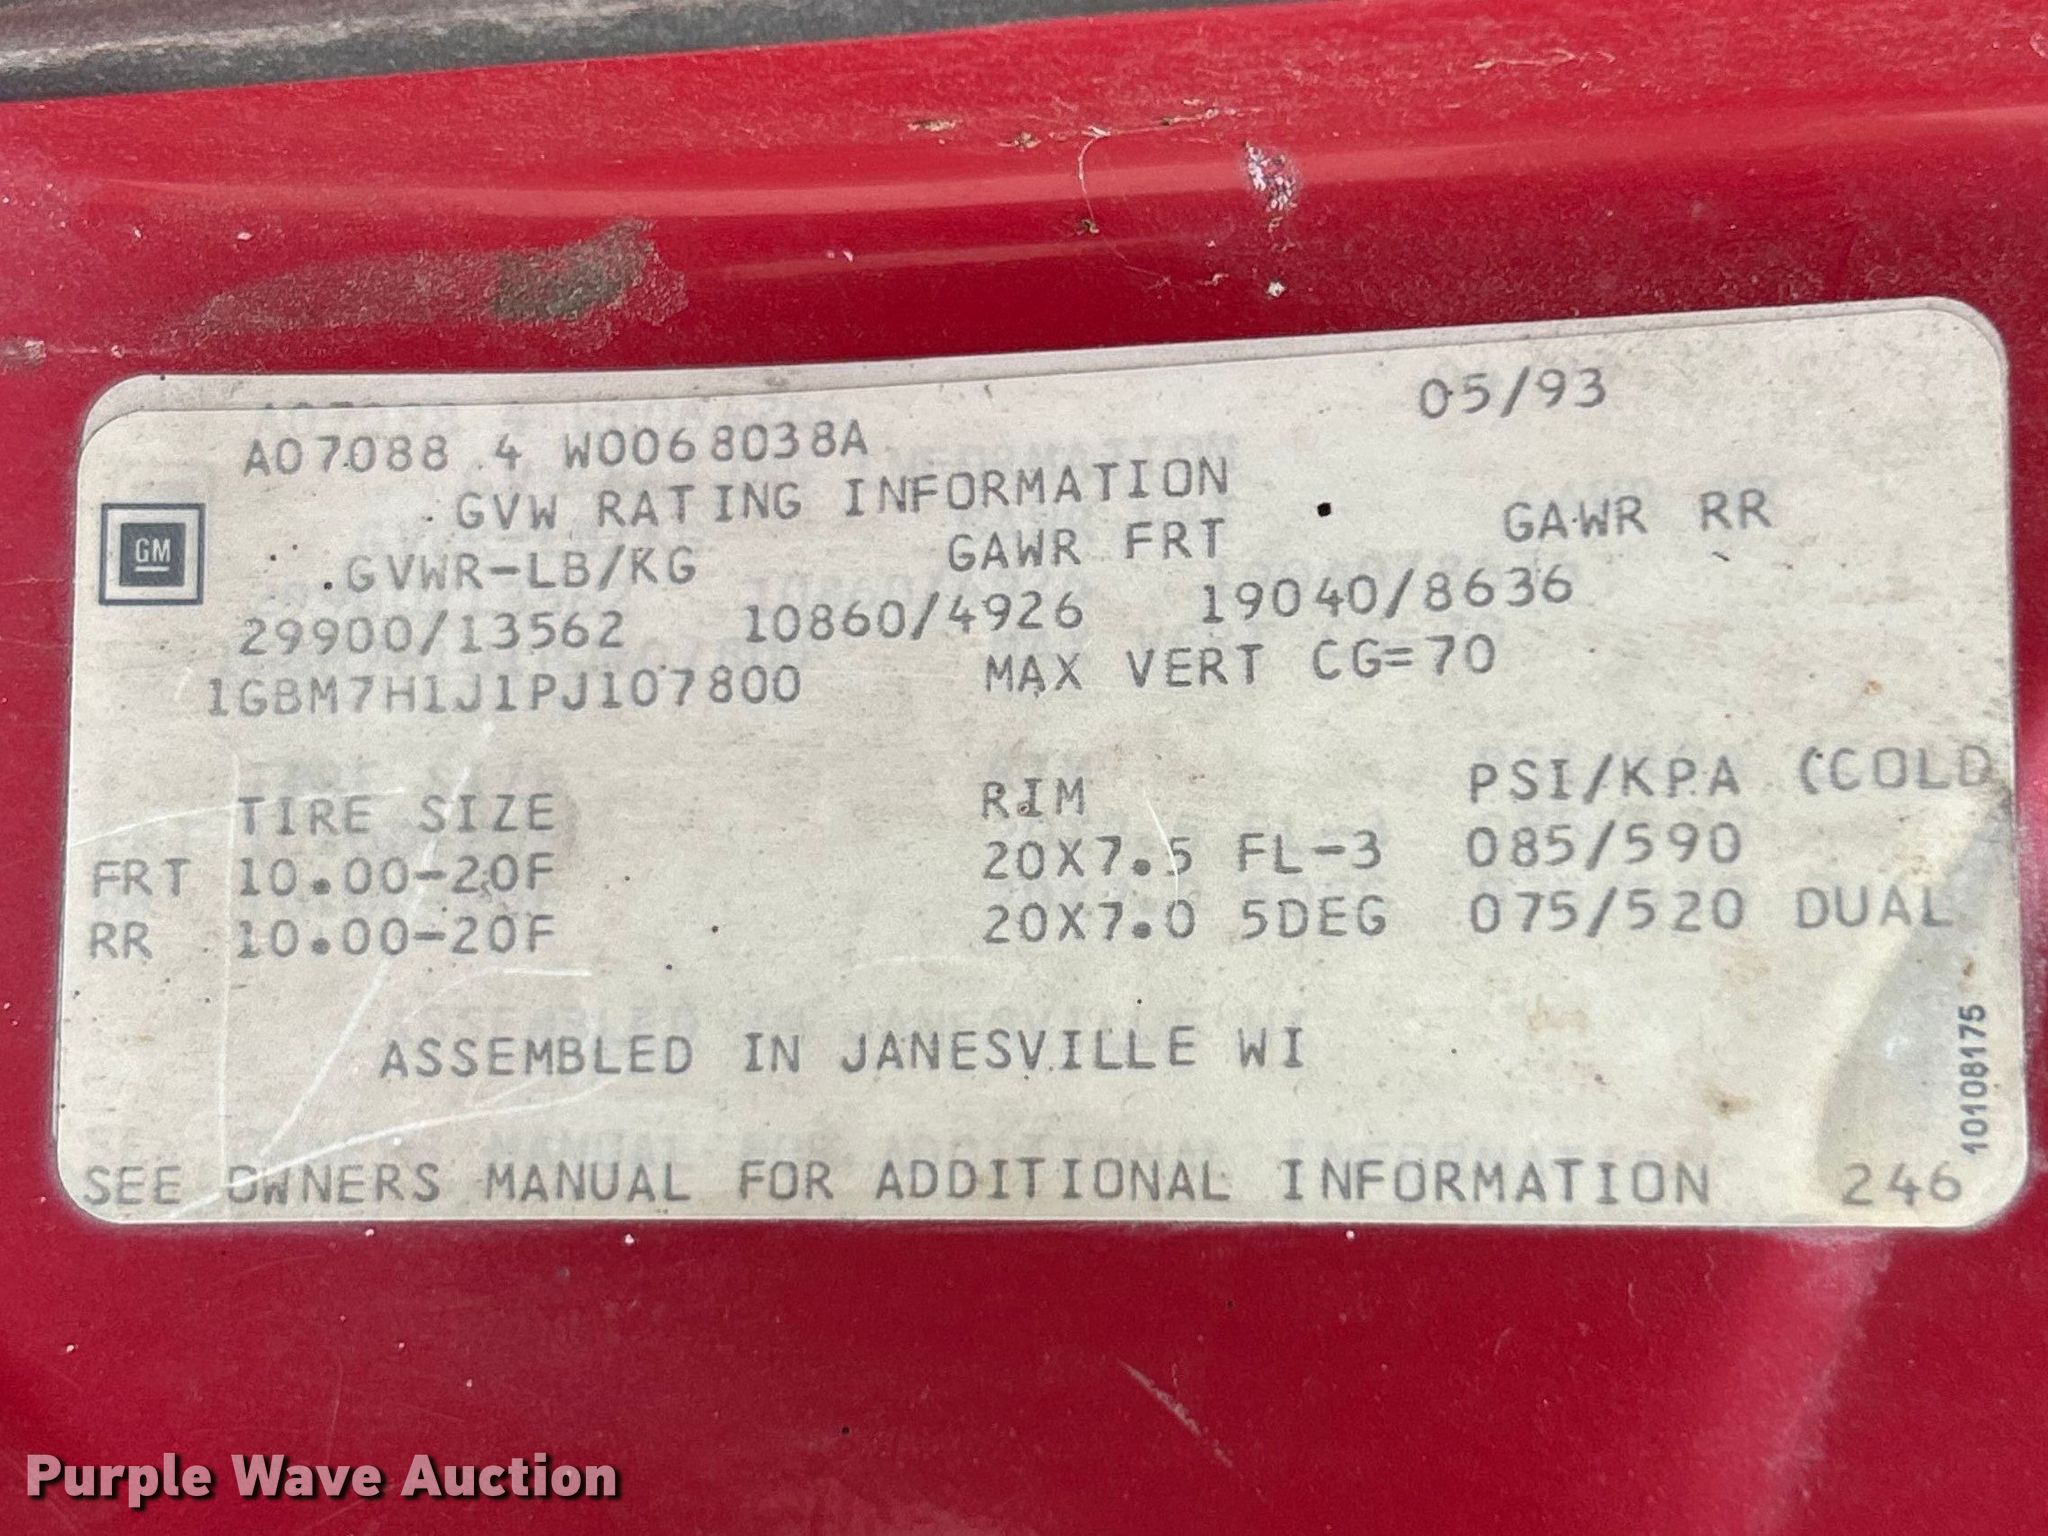 A07088 4 W0068038A 05/93
GVW RATING INFORMATION
GM
GVWR-LB/KG GAWR FRT GAWR RR
29900/13562 10860/4926 19040/8636
1GBM7H1J1PJ107800 MAX VERT CG=70
TIRE SIZE RIM PSI/KPA (COLD
FRT 10.00-20F 20X7.5 FL-3 085/590
RR 10.00-20F 20X7.0 5DEG 075/520 DUAL
ASSEMBLED IN JANESVILLE WI
10108175
SEE OWNERS MANUAL FOR ADDITIONAL INFORMATION 246
Purple Wave Auction